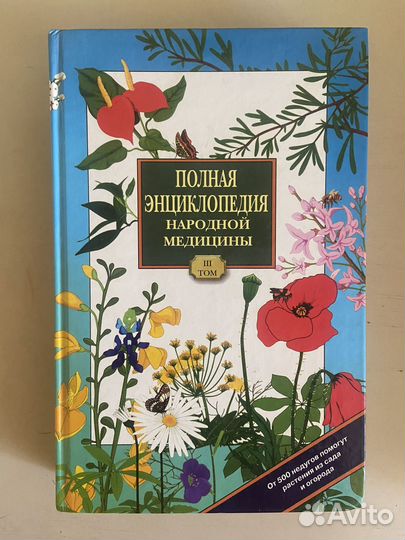 ПОЛНАЯ
ЭНЦИКЛОПЕДИЯ
НАРОДНОЙ
МЕДИЦИНЫ
III
ТОМ
От 500 недугов помогут
растения из сада
и огорода
Avito